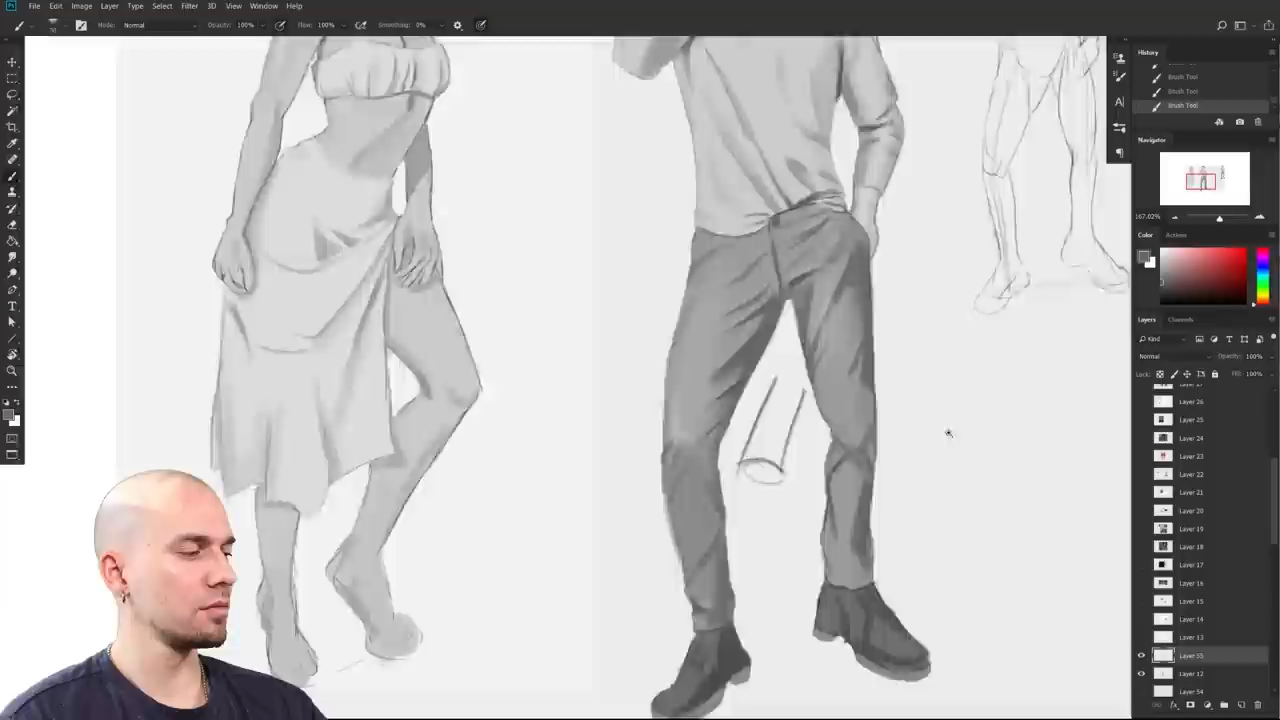 File Edit Image Layer Type Select Filter 3D View Window Help
Mode: Normal Opacity: 100% Flow: 100% Smoothing: 0%
History
Brush Tool
Brush Tool
Brush Tool
Navigator
167.02%
Color Actions
Layers Channels
Kind
Normal Opacity: 100%
Lock: Fill: 100%
Layer 26
Layer 25
Layer 24
Layer 23
Layer 22
Layer 21
Layer 20
Layer 19
Layer 18
Layer 17
Layer 16
Layer 15
Layer 14
Layer 13
Layer 55
Layer 12
Layer 54